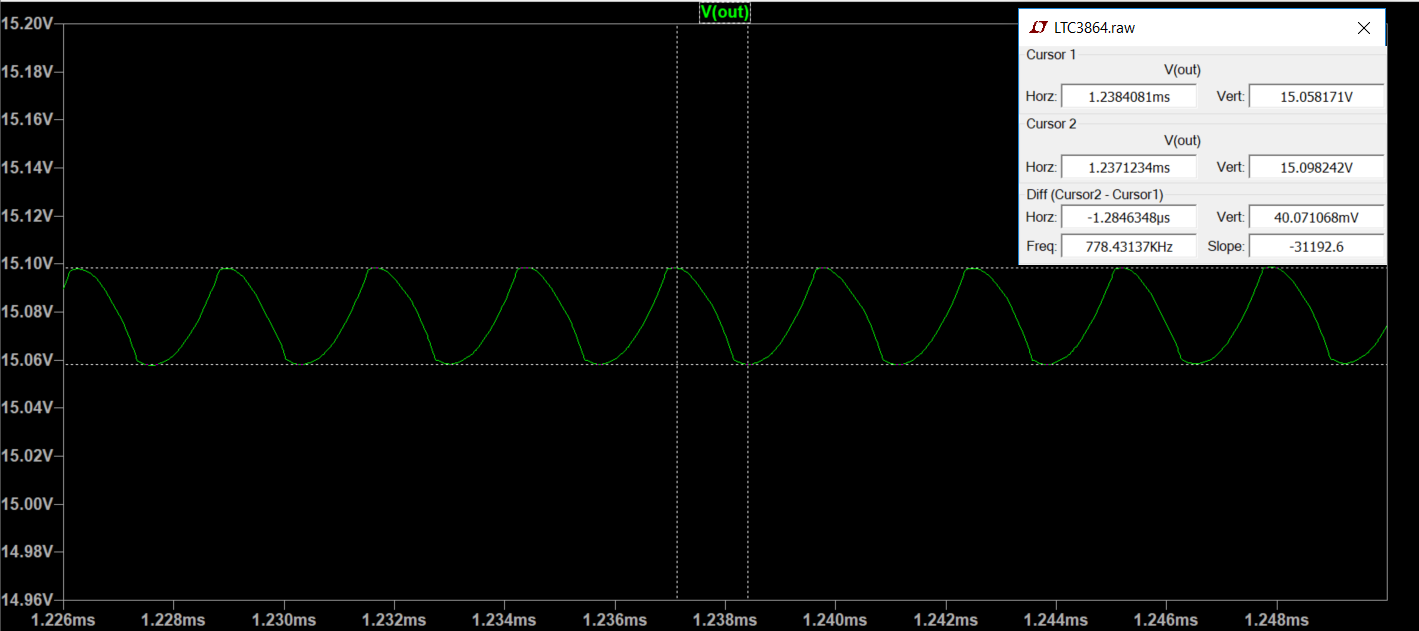 V(out)
15.20V
15.18V
15.16V
15.14V
15.12V
15.10V
15.08V
15.06V
15.04V
15.02V
15.00V
14.98V
14.96V
1.226ms 1.228ms 1.230ms 1.232ms 1.234ms 1.236ms 1.238ms 1.240ms 1.242ms 1.244ms 1.246ms 1.248ms
LTC3864.raw
Cursor 1
V(out)
Horz: 1.2384081ms Vert: 15.058171V
Cursor 2
V(out)
Horz: 1.2371234ms Vert: 15.098242V
Diff (Cursor2 - Cursor1)
Horz: -1.2846348µs Vert: 40.071068mV
Freq: 778.43137KHz Slope: -31192.6